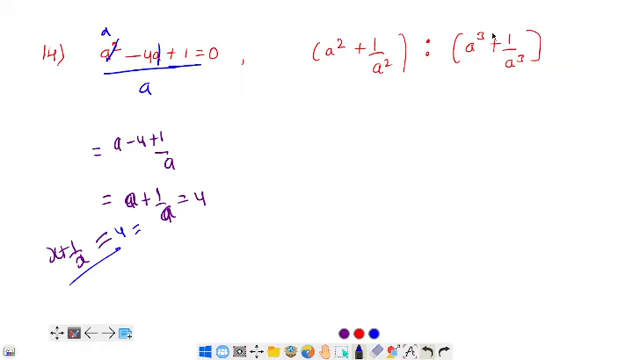 14) a² - 4a + 1 = 0 , (a² + 1/a²) : (a³ + 1/a³)
a
a
= a - 4 + 1/a
= a + 1/a = 4
x + 1/x = 4 =